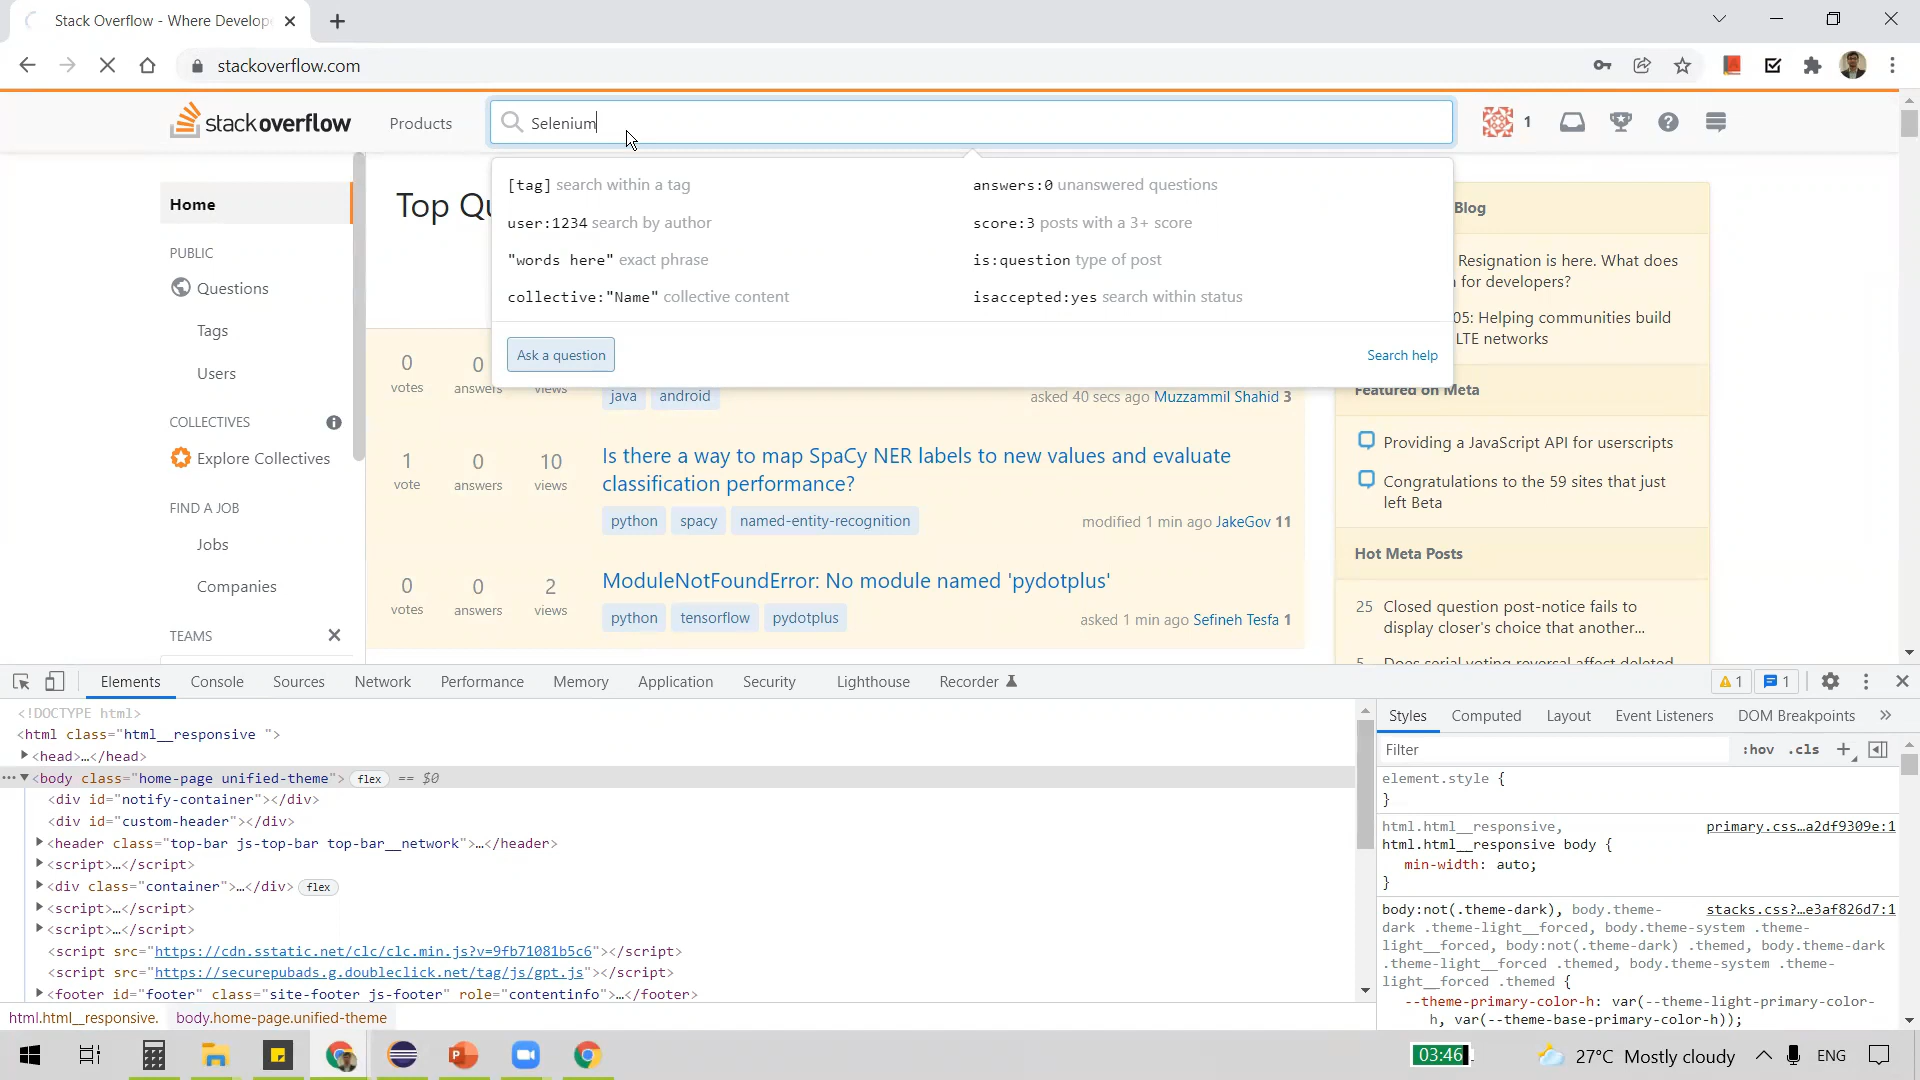 Stack Overflow - Where Develope
stackoverflow.com
stackoverflow
Products
Selenium
1
[tag] search within a tag
answers:0 unanswered questions
user:1234 search by author
score:3 posts with a 3+ score
"words here" exact phrase
is:question type of post
collective:"Name" collective content
isaccepted:yes search within status
Ask a question
Search help
Home
PUBLIC
Questions
Tags
Users
COLLECTIVES
Explore Collectives
FIND A JOB
Jobs
Companies
TEAMS
Top Qu
0 votes
0 answers
views
java android
asked 40 secs ago Muzzammil Shahid 3
1 vote
0 answers
10 views
Is there a way to map SpaCy NER labels to new values and evaluate
classification performance?
python spacy named-entity-recognition
modified 1 min ago JakeGov 11
0 votes
0 answers
2 views
ModuleNotFoundError: No module named 'pydotplus'
python tensorflow pydotplus
asked 1 min ago Sefineh Tesfa 1
Blog
Resignation is here. What does
for developers?
05: Helping communities build
LTE networks
Featured on Meta
Providing a JavaScript API for userscripts
Congratulations to the 59 sites that just
left Beta
Hot Meta Posts
25 Closed question post-notice fails to
display closer's choice that another...
5 Does serial voting reversal affect deleted
Elements Console Sources Network Performance Memory Application Security Lighthouse Recorder
1 1
<!DOCTYPE html>
<html class="html__responsive ">
<head>…</head>
<body class="home-page unified-theme"> flex == $0
<div id="notify-container"></div>
<div id="custom-header"></div>
<header class="top-bar js-top-bar top-bar__network">…</header>
<script>…</script>
<div class="container">…</div> flex
<script>…</script>
<script>…</script>
<script src="https://cdn.sstatic.net/clc/clc.min.js?v=9fb71081b5c6"></script>
<script src="https://securepubads.g.doubleclick.net/tag/js/gpt.js"></script>
<footer id="footer" class="site-footer js-footer" role="contentinfo">…</footer>
html.html__responsive. body.home-page.unified-theme
Styles Computed Layout Event Listeners DOM Breakpoints »
Filter :hov .cls +
element.style {
}
html.html__responsive, primary.css…a2df9309e:1
html.html__responsive body {
min-width: auto;
}
body:not(.theme-dark), body.theme- stacks.css?…e3af826d7:1
dark .theme-light__forced, body.theme-system .theme-
light__forced, body:not(.theme-dark) .themed, body.theme-dark
.theme-light__forced .themed, body.theme-system .theme-
light__forced .themed {
--theme-primary-color-h: var(--theme-light-primary-color-
h, var(--theme-base-primary-color-h));
03:46
27°C Mostly cloudy
ENG